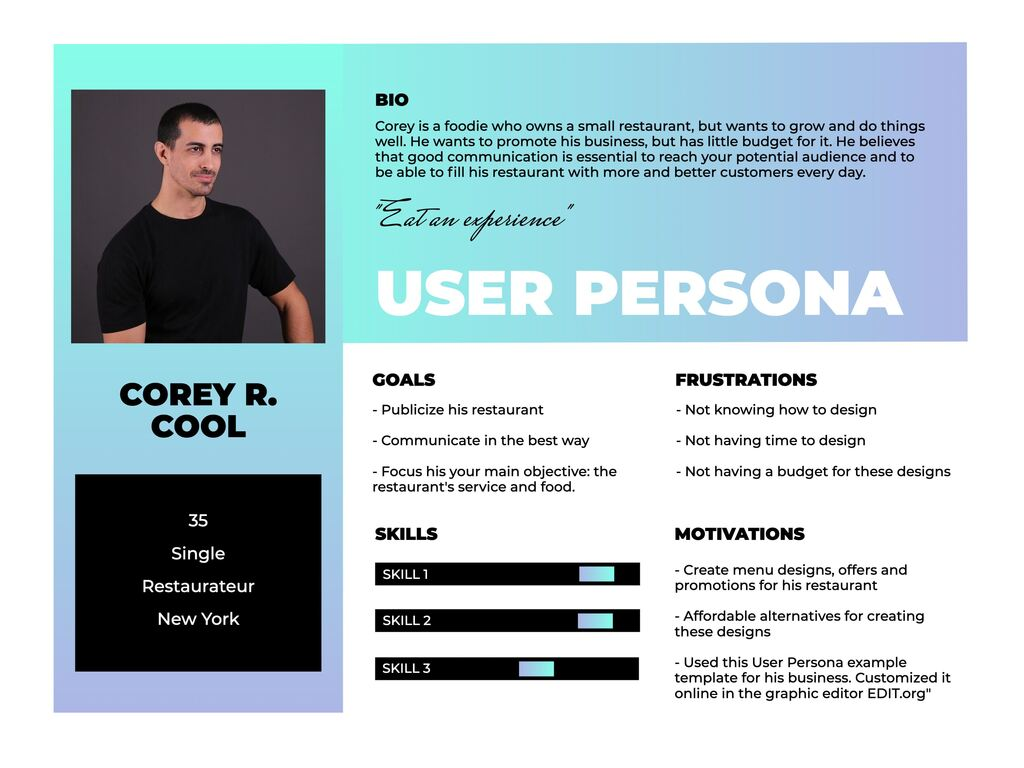 BIO
Corey is a foodie who owns a small restaurant, but wants to grow and do things
well. He wants to promote his business, but has little budget for it. He believes
that good communication is essential to reach your potential audience and to
be able to fill his restaurant with more and better customers every day.
"Eat an experience"
USER PERSONA
COREY R.
COOL
35
Single
Restaurateur
New York
GOALS
- Publicize his restaurant
- Communicate in the best way
- Focus his your main objective: the
restaurant's service and food.
FRUSTRATIONS
- Not knowing how to design
- Not having time to design
- Not having a budget for these designs
SKILLS
SKILL 1
SKILL 2
SKILL 3
MOTIVATIONS
- Create menu designs, offers and
promotions for his restaurant
- Affordable alternatives for creating
these designs
- Used this User Persona example
template for his business. Customized it
online in the graphic editor EDIT.org"